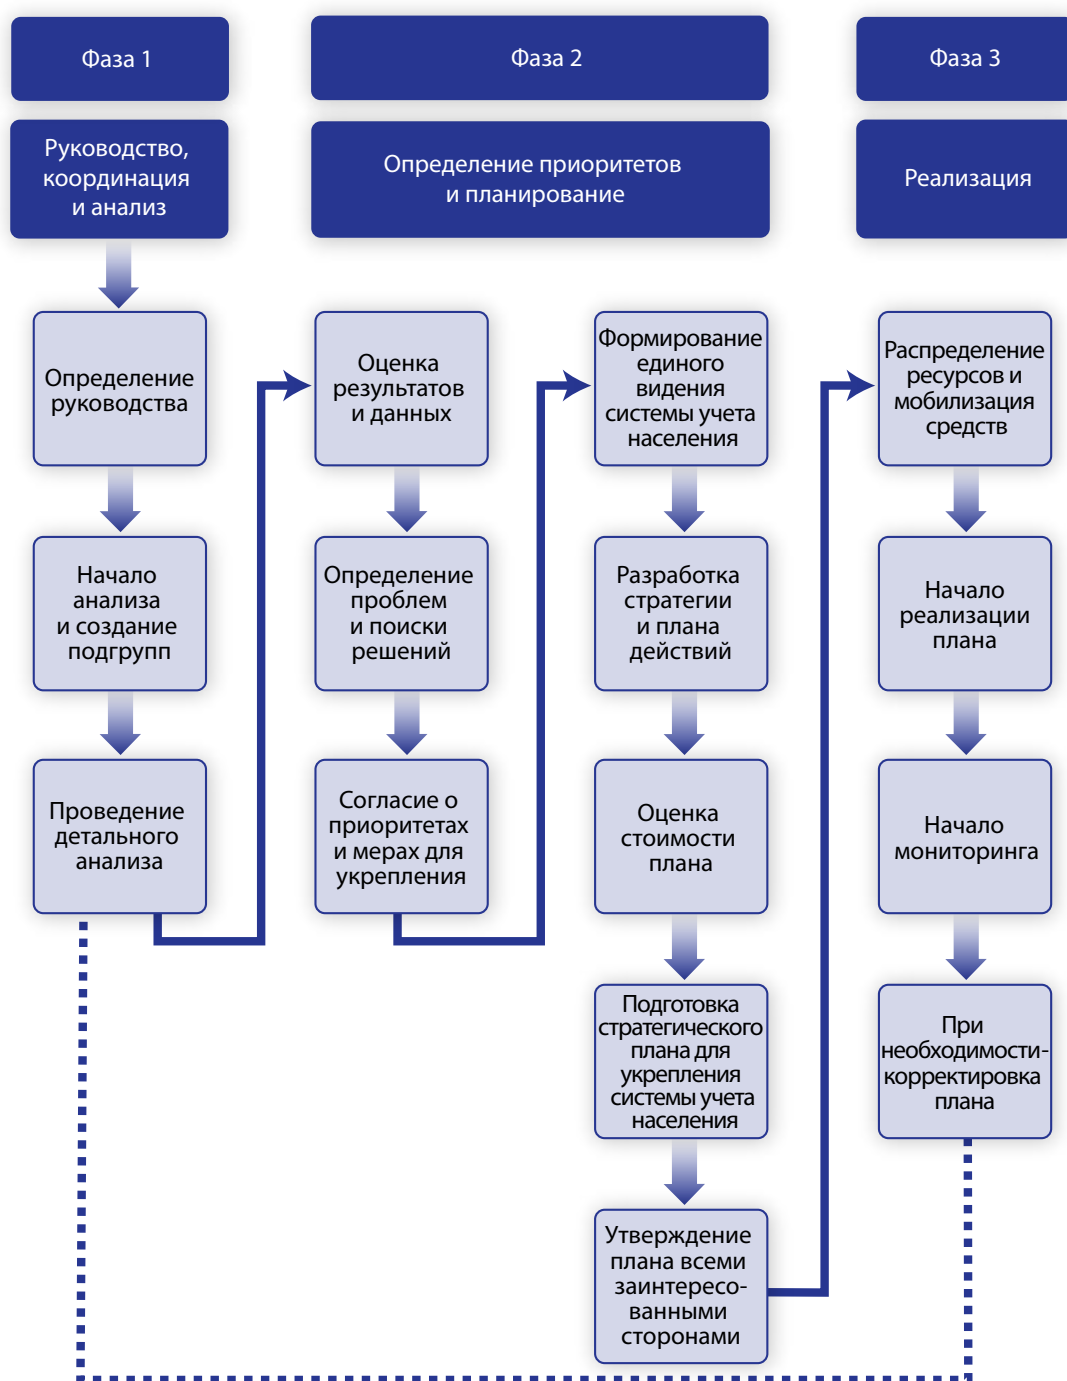 Фаза 1
Руководство,
координация
и анализ
Определение
руководства
Начало
анализа
и создание
подгрупп
Проведение
детального
анализа
Фаза 2
Определение приоритетов
и планирование
Оценка
результатов
и данных
Определение
проблем
и поиски
решений
Согласие о
приоритетах
и мерах для
укрепления
Формирование
единого
видения
системы учета
населения
Разработка
стратегии
и плана
действий
Оценка
стоимости
плана
Подготовка
стратегического
плана для
укрепления
системы учета
населения
Утверждение
плана всеми
заинтересо-
ванными
сторонами
Фаза 3
Реализация
Распределение
ресурсов и
мобилизация
средств
Начало
реализации
плана
Начало
мониторинга
При
необходимости-
корректировка
плана